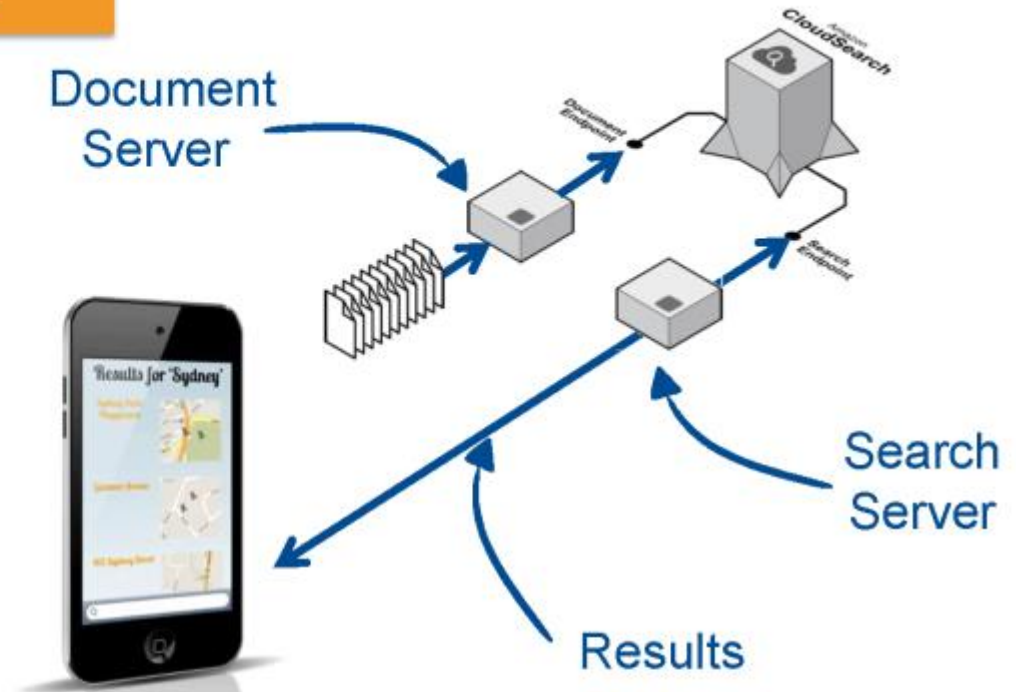 Amazon
CloudSearch
Document
Server
Document
Endpoint
Search
Endpoint
Results for 'Sydney'
Search
Server
Results